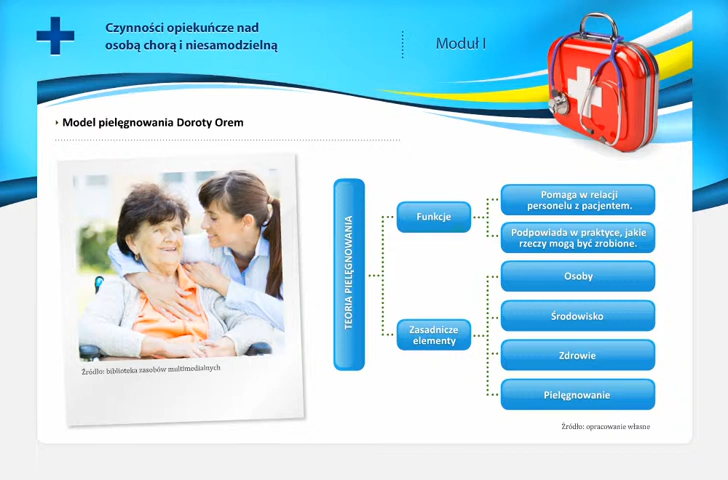 Czynności opiekuńcze nad
osobą chorą i niesamodzielną
Moduł I
Model pielęgnowania Doroty Orem
TEORIA PIELĘGNOWANIA
Funkcje
Pomaga w relacji
personelu z pacjentem.
Podpowiada w praktyce, jakie
rzeczy mogą być zrobione.
Zasadnicze
elementy
Osoby
Środowisko
Zdrowie
Pielęgnowanie
Źródło: biblioteka zasobów multimedialnych
Źródło: opracowanie własne